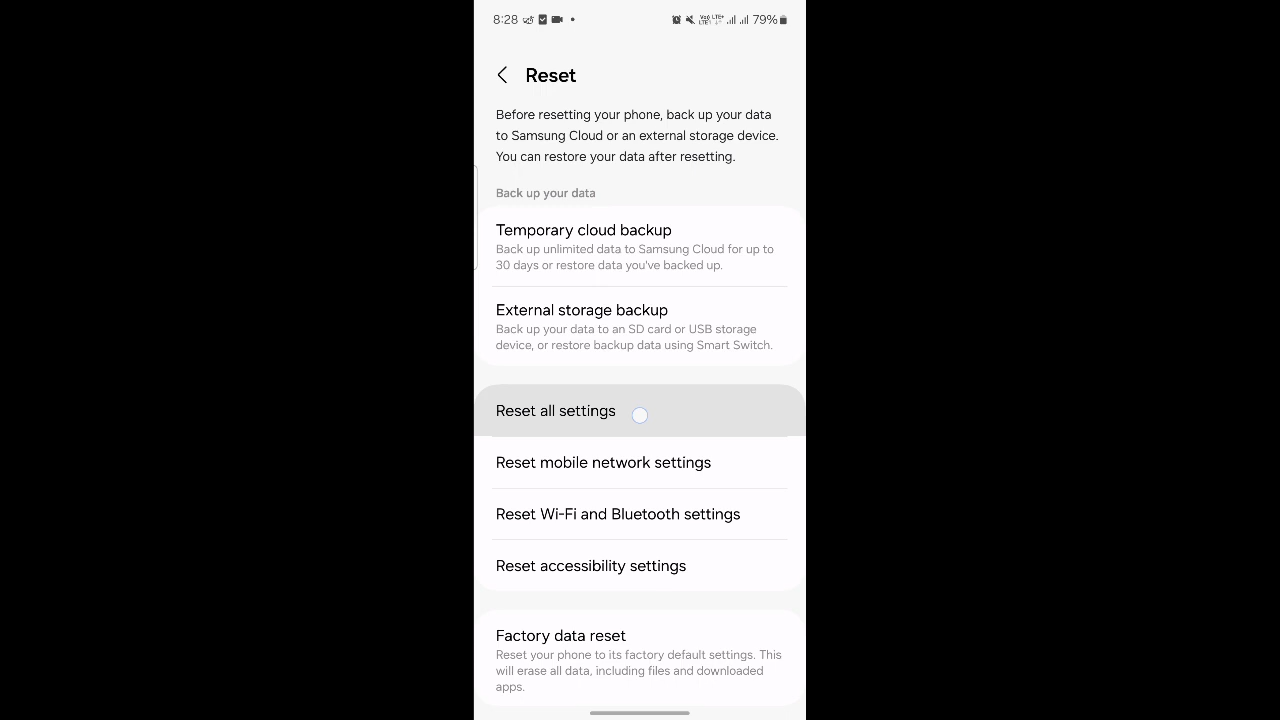 8:28
79%
Reset
Before resetting your phone, back up your data
to Samsung Cloud or an external storage device.
You can restore your data after resetting.
Back up your data
Temporary cloud backup
Back up unlimited data to Samsung Cloud for up to
30 days or restore data you've backed up.
External storage backup
Back up your data to an SD card or USB storage
device, or restore backup data using Smart Switch.
Reset all settings
Reset mobile network settings
Reset Wi-Fi and Bluetooth settings
Reset accessibility settings
Factory data reset
Reset your phone to its factory default settings. This
will erase all data, including files and downloaded
apps.